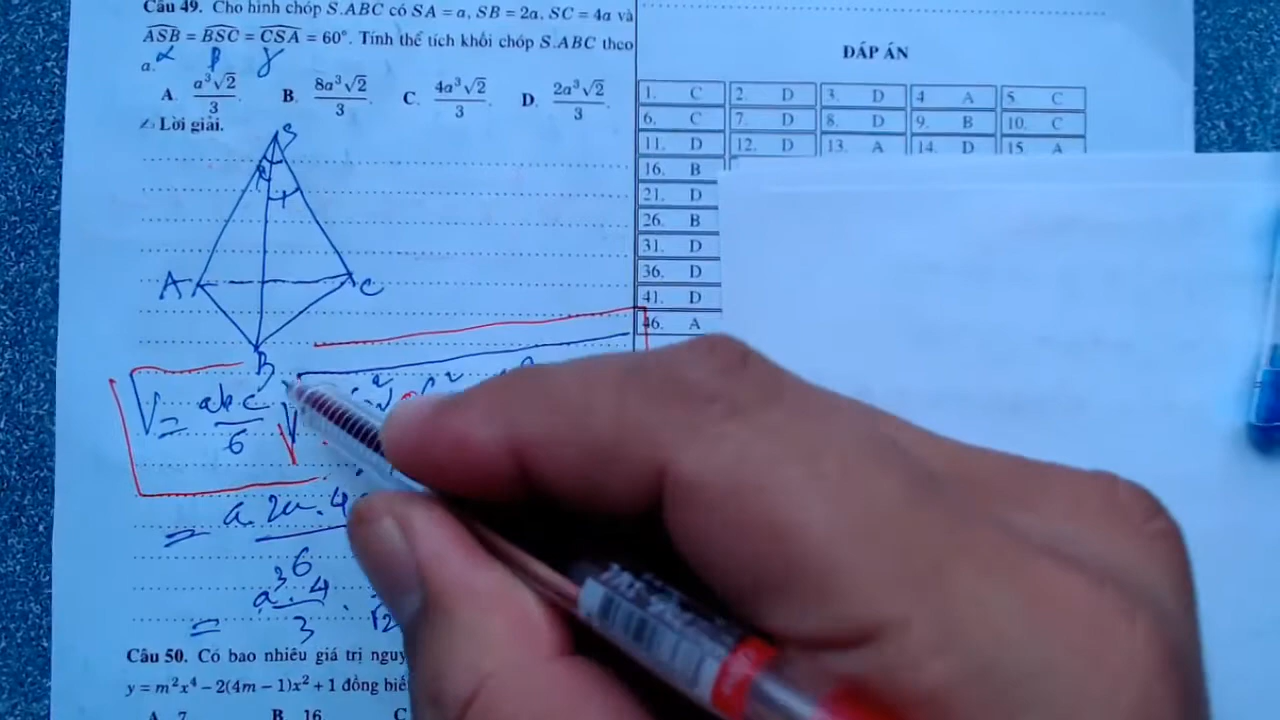 Câu 49. Cho hình chóp S.ABC có SA = a, SB = 2a, SC = 4a và
ASB = BSC = CSA = 60°. Tính thể tích khối chóp S.ABC theo
a. α β γ
A. a³√2/3. B. 8a³√2/3. C. 4a³√2/3. D. 2a³√2/3.
Lời giải.
S
A C
B
V = abc/6 √
= a.2a.4
6
= a³.4/3 . √2
Câu 50. Có bao nhiêu giá trị nguy
y = m²x⁴ − 2(4m − 1)x² + 1 đồng biế
A. 7 B. 16 C
ĐÁP ÁN
1. C 2. D 3. D 4 A 5. C
6. C 7. D 8. D 9. B 10. C
11. D 12. D 13. A 14. D 15. A
16. B
21. D
26. B
31. D
36. D
41. D
46. A